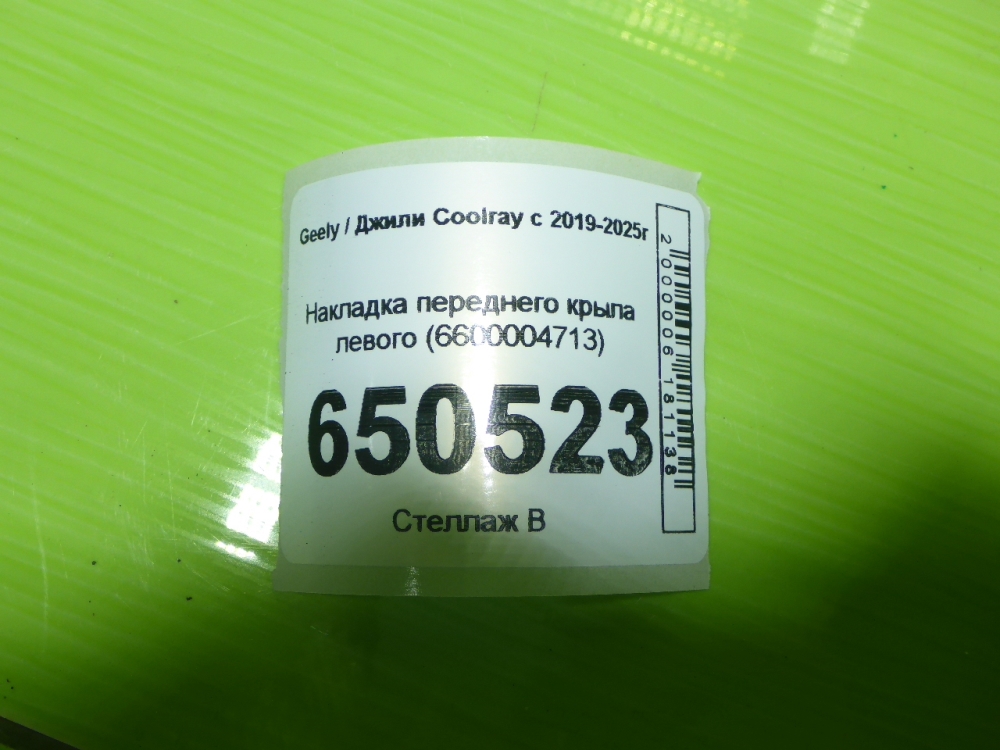 Geely / Джили Coolray с 2019-2025г
Накладка переднего крыла
левого (6600004713)
650523
Стеллаж В
2000006181138